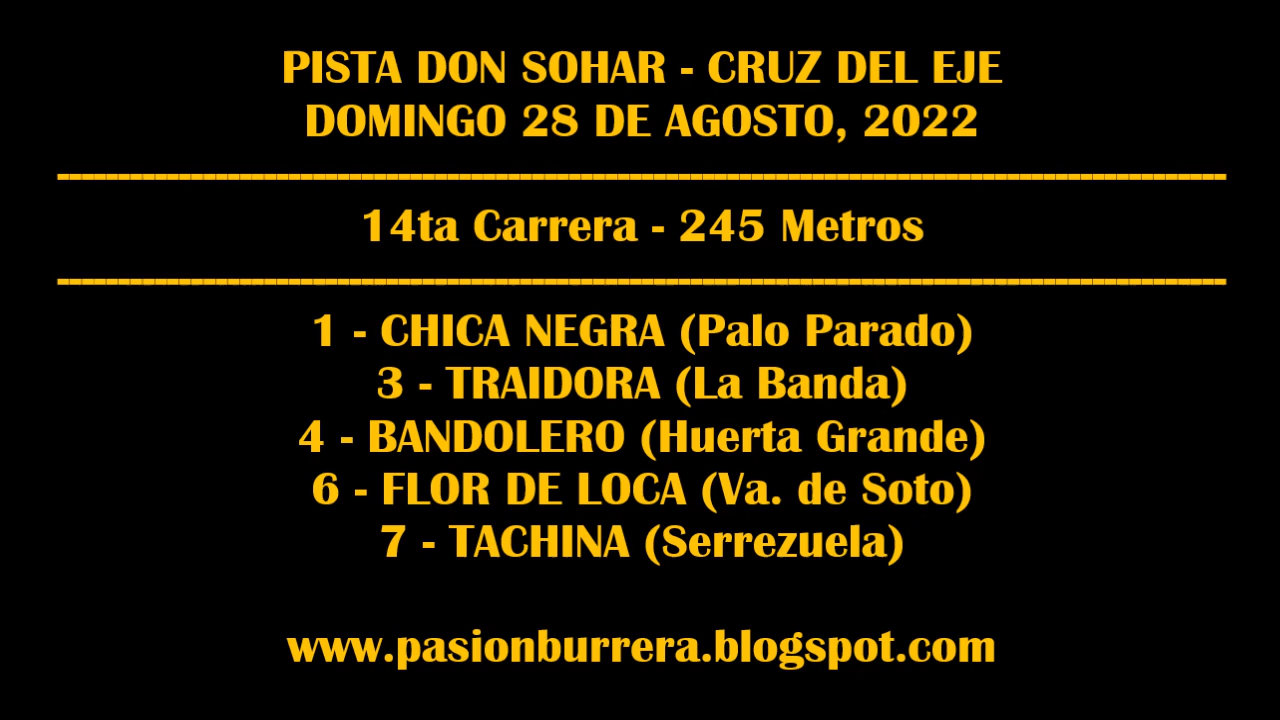 PISTA DON SOHAR - CRUZ DEL EJE
DOMINGO 28 DE AGOSTO, 2022
14ta Carrera - 245 Metros
1 - CHICA NEGRA (Palo Parado)
3 - TRAIDORA (La Banda)
4 - BANDOLERO (Huerta Grande)
6 - FLOR DE LOCA (Va. de Soto)
7 - TACHINA (Serrezuela)
www.pasionburrera.blogspot.com